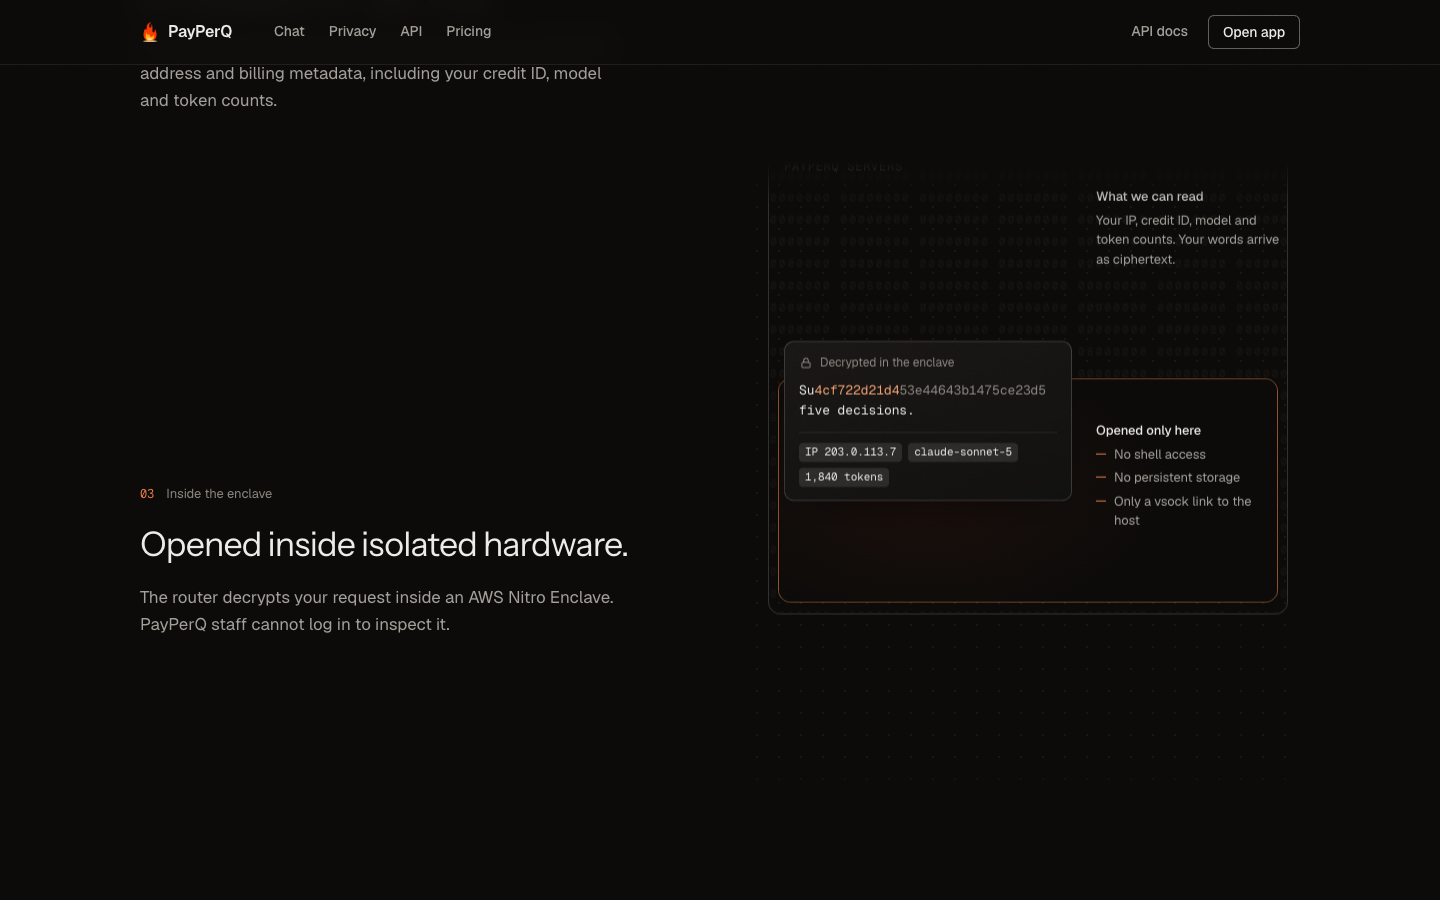 PayPerQ
Chat
Privacy
API
Pricing
API docs
Open app
address and billing metadata, including your credit ID, model
and token counts.
PAYPERQ SERVERS
What we can read
Your IP, credit ID, model and
token counts. Your words arrive
as ciphertext.
Decrypted in the enclave
Su4cf722d21d453e44643b1475ce23d5
five decisions.
IP 203.0.113.7
claude-sonnet-5
1,840 tokens
Opened only here
No shell access
No persistent storage
Only a vsock link to the
host
03 Inside the enclave
Opened inside isolated hardware.
The router decrypts your request inside an AWS Nitro Enclave.
PayPerQ staff cannot log in to inspect it.